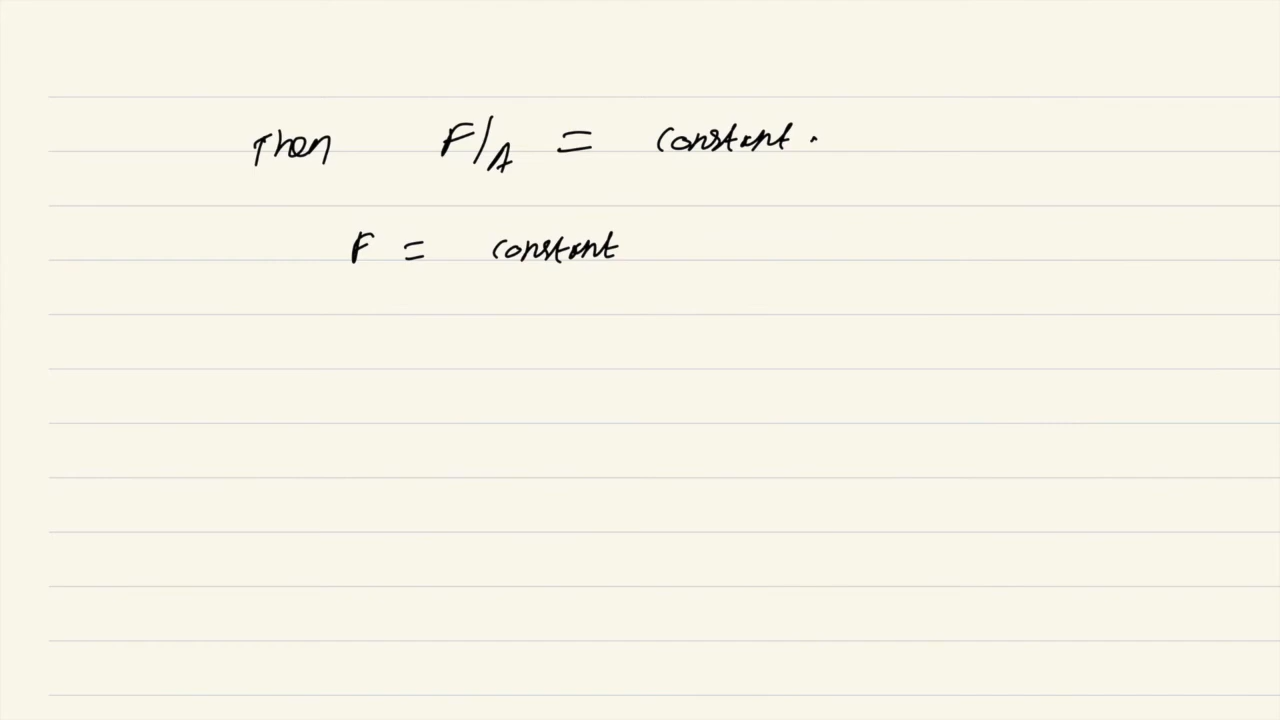 Then F/A = constant.
F = constant